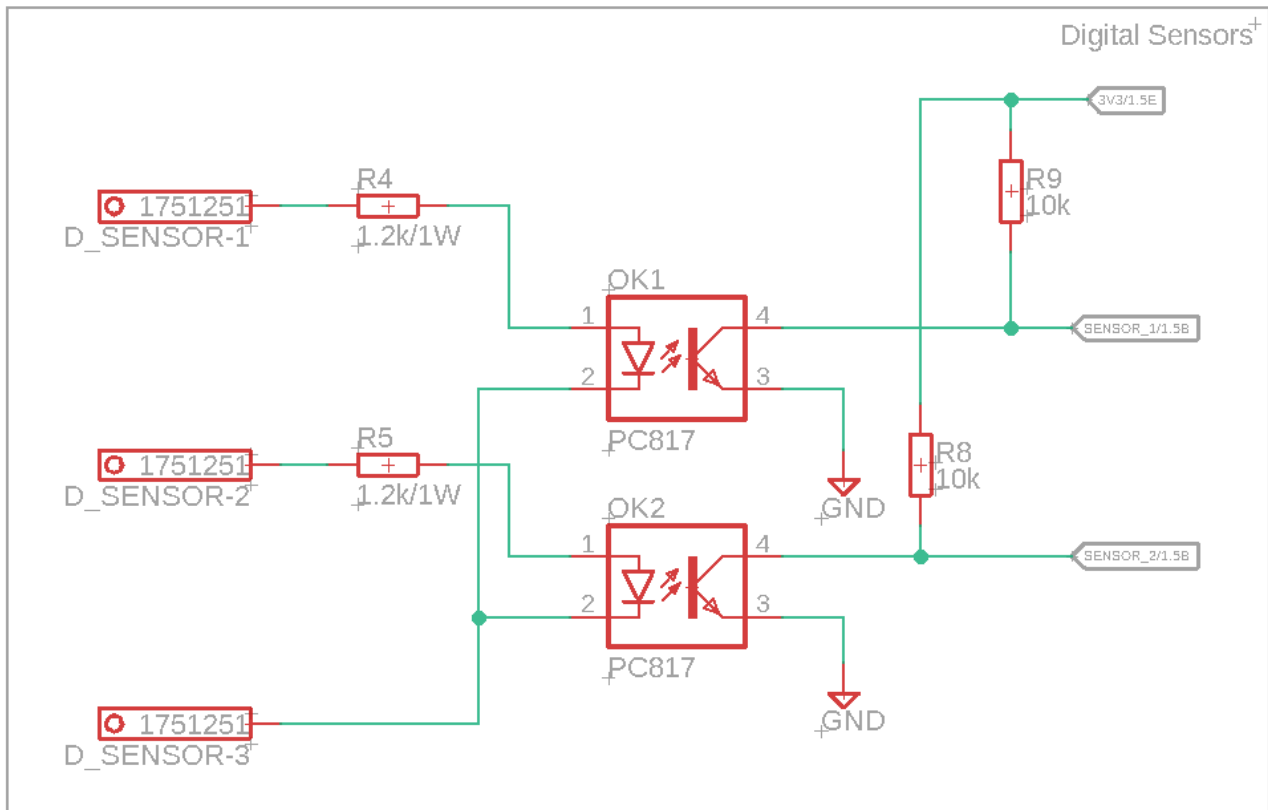 Digital Sensors
3V3/1.5E
R4
1751251
1.2k/1W
D_SENSOR-1
R9
10k
OK1
1
4
SENSOR_1/1.5B
2
3
PC817
R5
1751251
1.2k/1W
D_SENSOR-2
R8
10k
GND
OK2
1
4
SENSOR_2/1.5B
2
3
PC817
GND
1751251
D_SENSOR-3